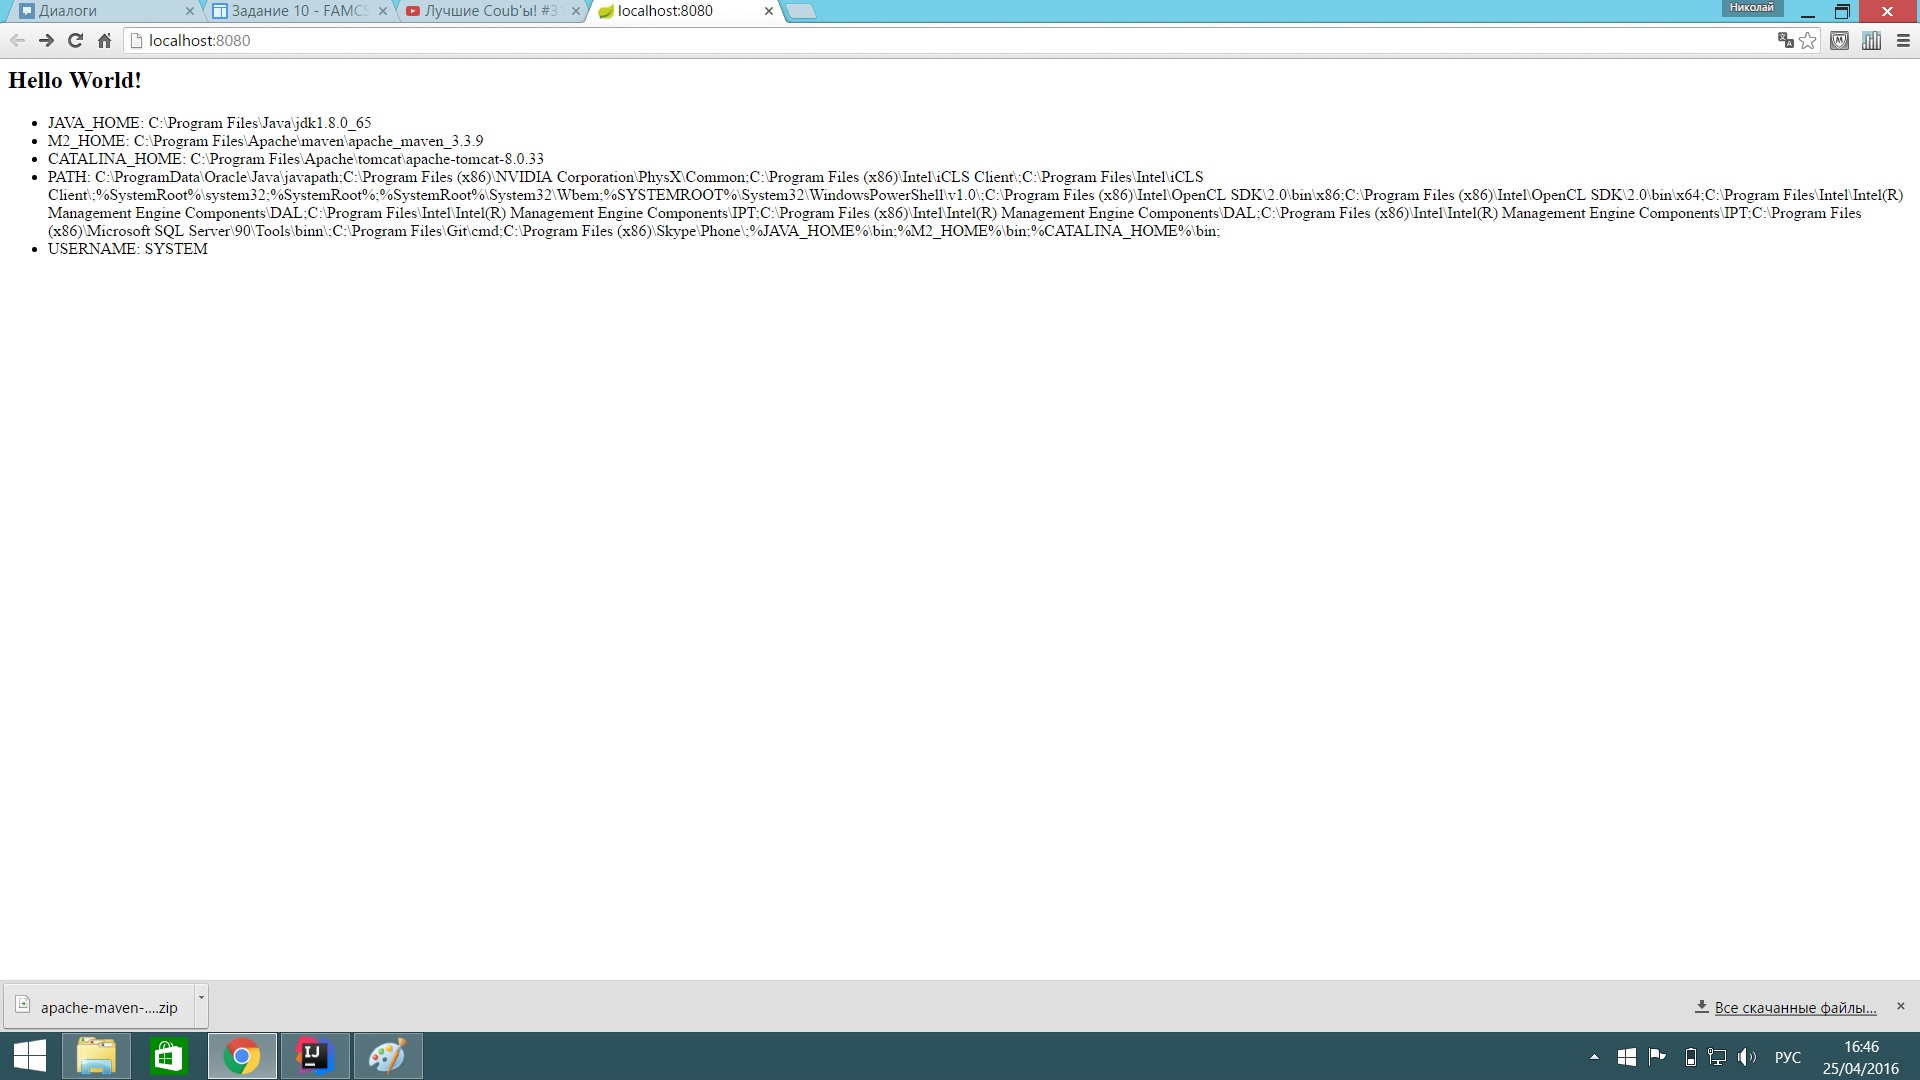 Диалоги
Задание 10 - FAMCS
Лучшие Coub'ы! #3
localhost:8080
Николай
localhost:8080
Hello World!
JAVA_HOME: C:\Program Files\Java\jdk1.8.0_65
M2_HOME: C:\Program Files\Apache\maven\apache_maven_3.3.9
CATALINA_HOME: C:\Program Files\Apache\tomcat\apache-tomcat-8.0.33
PATH: C:\ProgramData\Oracle\Java\javapath;C:\Program Files (x86)\NVIDIA Corporation\PhysX\Common;C:\Program Files (x86)\Intel\iCLS Client\;C:\Program Files\Intel\iCLS
Client\;%SystemRoot%\system32;%SystemRoot%;%SystemRoot%\System32\Wbem;%SYSTEMROOT%\System32\WindowsPowerShell\v1.0\;C:\Program Files (x86)\Intel\OpenCL SDK\2.0\bin\x86;C:\Program Files (x86)\Intel\OpenCL SDK\2.0\bin\x64;C:\Program Files\Intel\Intel(R)
Management Engine Components\DAL;C:\Program Files\Intel\Intel(R) Management Engine Components\IPT;C:\Program Files (x86)\Intel\Intel(R) Management Engine Components\DAL;C:\Program Files (x86)\Intel\Intel(R) Management Engine Components\IPT;C:\Program Files
(x86)\Microsoft SQL Server\90\Tools\binn\;C:\Program Files\Git\cmd;C:\Program Files (x86)\Skype\Phone\;%JAVA_HOME%\bin;%M2_HOME%\bin;%CATALINA_HOME%\bin;
USERNAME: SYSTEM
apache-maven-....zip
Все скачанные файлы...
IJ
РУС
16:46
25/04/2016